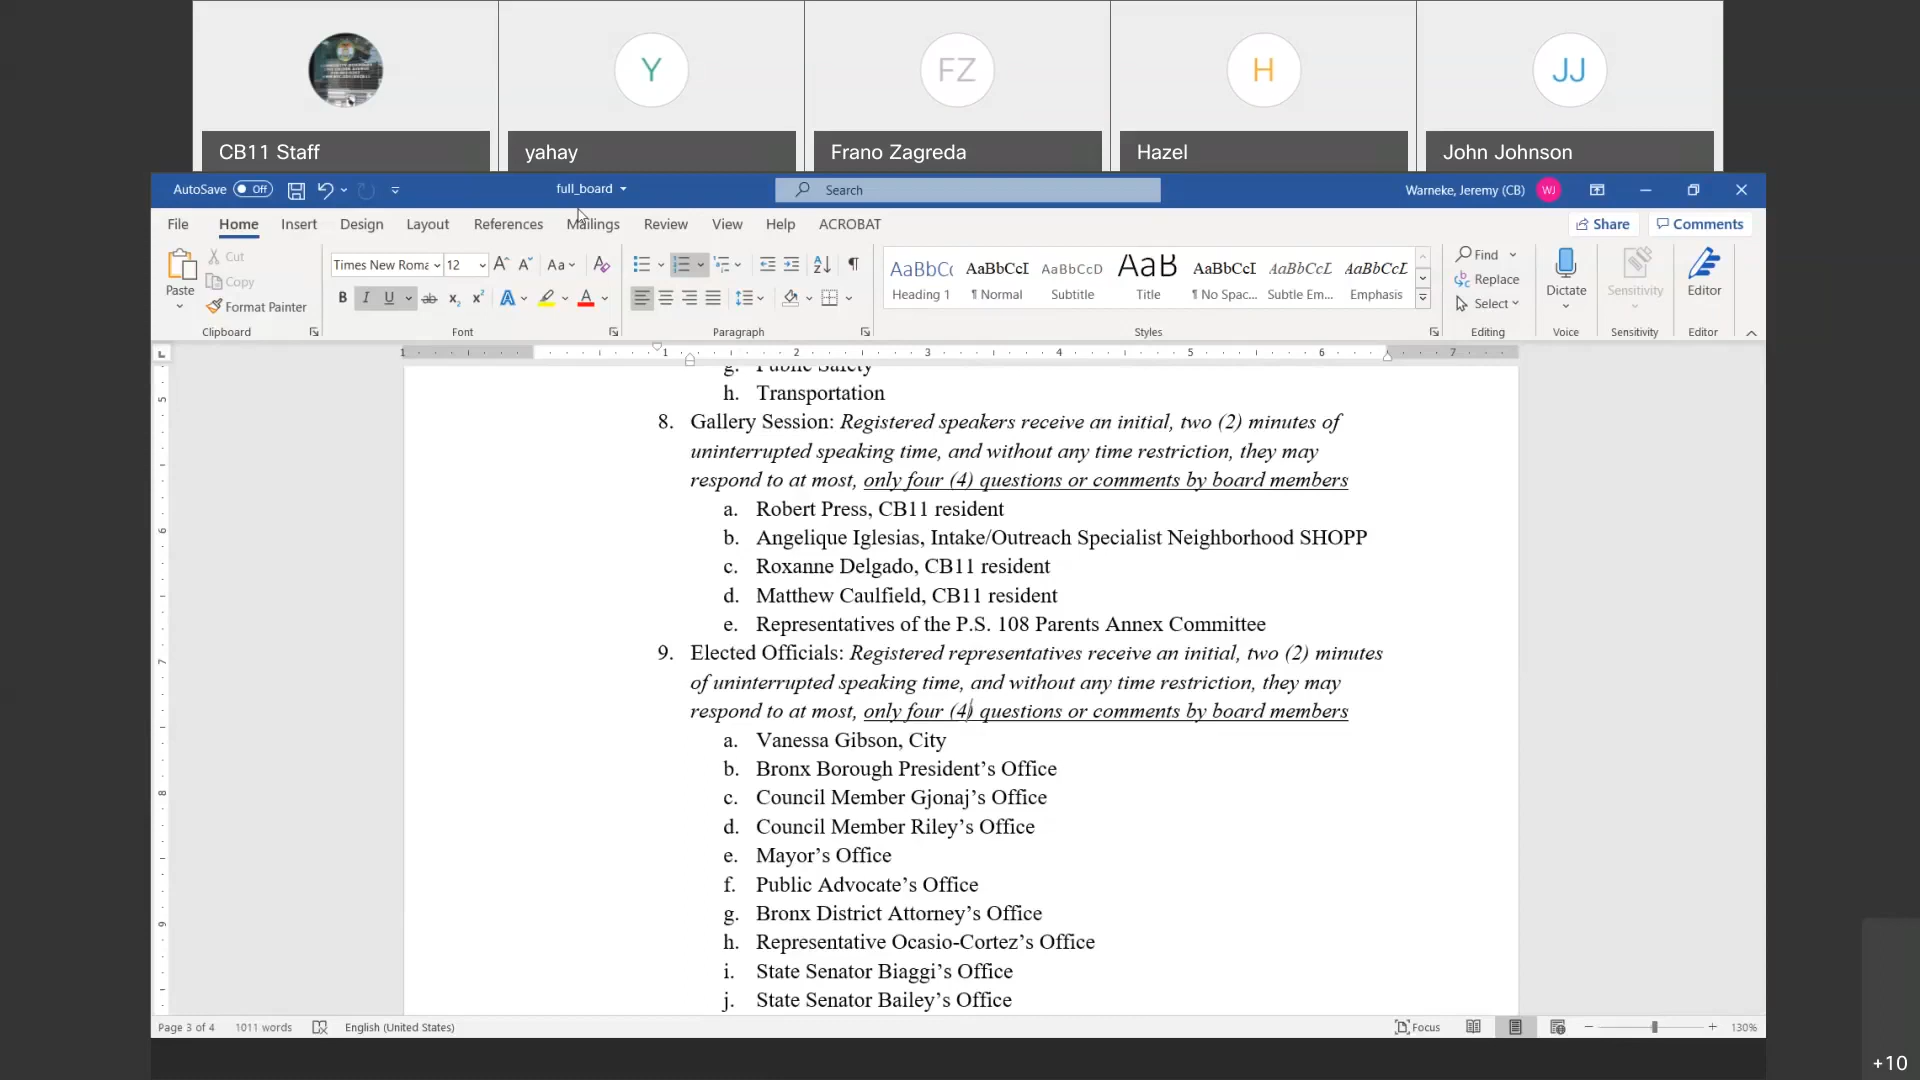 Y
FZ
H
JJ
CB11 Staff
yahay
Frano Zagreda
Hazel
John Johnson
AutoSave Off
full_board
Search
Warneke, Jeremy (CB) WJ
File Home Insert Design Layout References Mailings Review View Help ACROBAT
Share Comments
Paste
Cut
Copy
Format Painter
Clipboard
Times New Roma 12
Font
Paragraph
AaBbCc AaBbCcI AaBbCcD AaB AaBbCcI AaBbCcL AaBbCcL
Heading 1 ¶ Normal Subtitle Title ¶ No Spac... Subtle Em... Emphasis
Styles
Find
Replace
Select
Editing
Dictate
Voice
Sensitivity
Sensitivity
Editor
Editor
1 1 2 3 4 5 6 7
g. Public Safety
h. Transportation
8. Gallery Session: Registered speakers receive an initial, two (2) minutes of
uninterrupted speaking time, and without any time restriction, they may
respond to at most, only four (4) questions or comments by board members
a. Robert Press, CB11 resident
b. Angelique Iglesias, Intake/Outreach Specialist Neighborhood SHOPP
c. Roxanne Delgado, CB11 resident
d. Matthew Caulfield, CB11 resident
e. Representatives of the P.S. 108 Parents Annex Committee
9. Elected Officials: Registered representatives receive an initial, two (2) minutes
of uninterrupted speaking time, and without any time restriction, they may
respond to at most, only four (4) questions or comments by board members
a. Vanessa Gibson, City
b. Bronx Borough President’s Office
c. Council Member Gjonaj’s Office
d. Council Member Riley’s Office
e. Mayor’s Office
f. Public Advocate’s Office
g. Bronx District Attorney’s Office
h. Representative Ocasio-Cortez’s Office
i. State Senator Biaggi’s Office
j. State Senator Bailey’s Office
Page 3 of 4 1011 words English (United States)
Focus
130%
+10